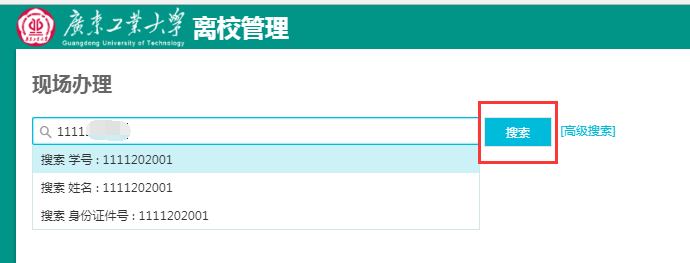 廣東工業大學 离校管理
Guangdong University of Technology
现场办理
1111.
搜索
[高级搜索]
搜索 学号 : 1111202001
搜索 姓名 : 1111202001
搜索 身份证件号 : 1111202001